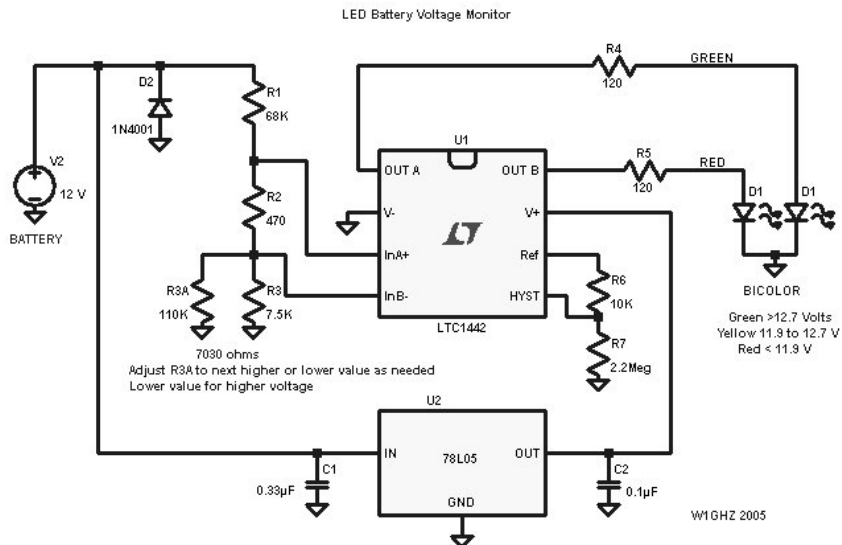 LED Battery Voltage Monitor
R4
GREEN
120
D2
R1
68K
1N4001
U1
V2
12 V
BATTERY
OUT A
OUT B
R5
RED
120
D1
D1
R2
470
V-
V+
InA+
Ref
R6
10K
R3A
110K
R3
7.5K
InB-
HYST
LTC1442
BICOLOR
R7
2.2Meg
Green >12.7 Volts
Yellow 11.9 to 12.7 V
Red < 11.9 V
7030 ohms
Adjust R3A to next higher or lower value as needed
Lower value for higher voltage
U2
IN
78L05
OUT
GND
C1
0.33µF
C2
0.1µF
W1GHZ 2005